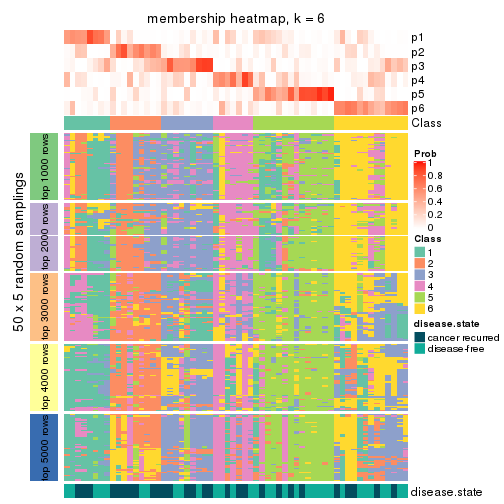 membership heatmap, k = 6
p1
p2
p3
p4
p5
p6
Class
50 x 5 random samplings
top 1000 rows
top 2000 rows
top 3000 rows
top 4000 rows
top 5000 rows
Prob
1
0.8
0.6
0.4
0.2
0
Class
1
2
3
4
5
6
disease.state
cancer recurred
disease-free
disease.state